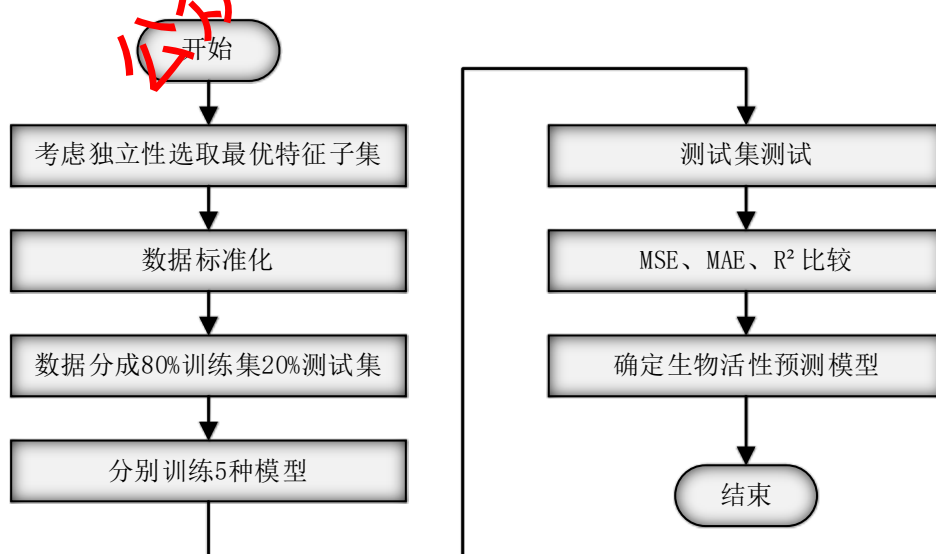 开始
考虑独立性选取最优特征子集
数据标准化
数据分成80%训练集20%测试集
分别训练5种模型
测试集测试
MSE、MAE、R²比较
确定生物活性预测模型
结束